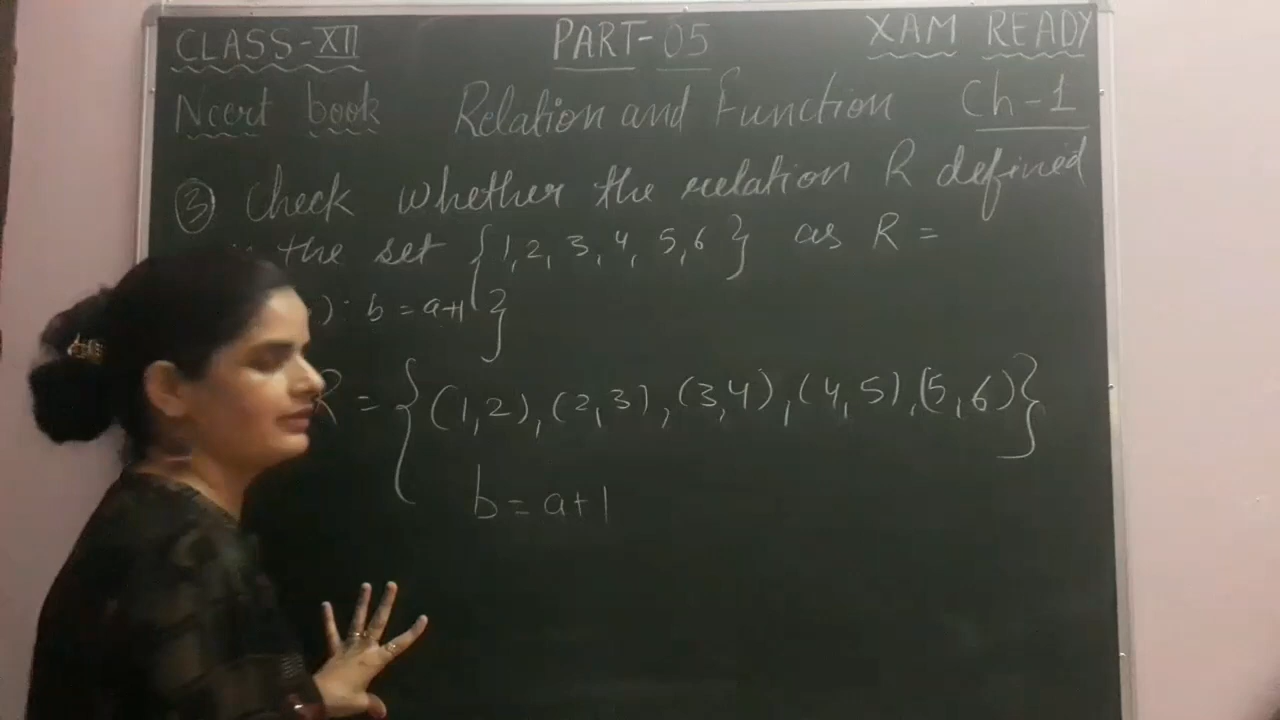 CLASS-XII PART-05 XAM READY
Ncert book Relation and Function Ch-1
③ Check whether the relation R defined
the set {1,2,3,4,5,6} as R =
): b = a+1}
R = {(1,2),(2,3),(3,4),(4,5),(5,6)}
b = a+1